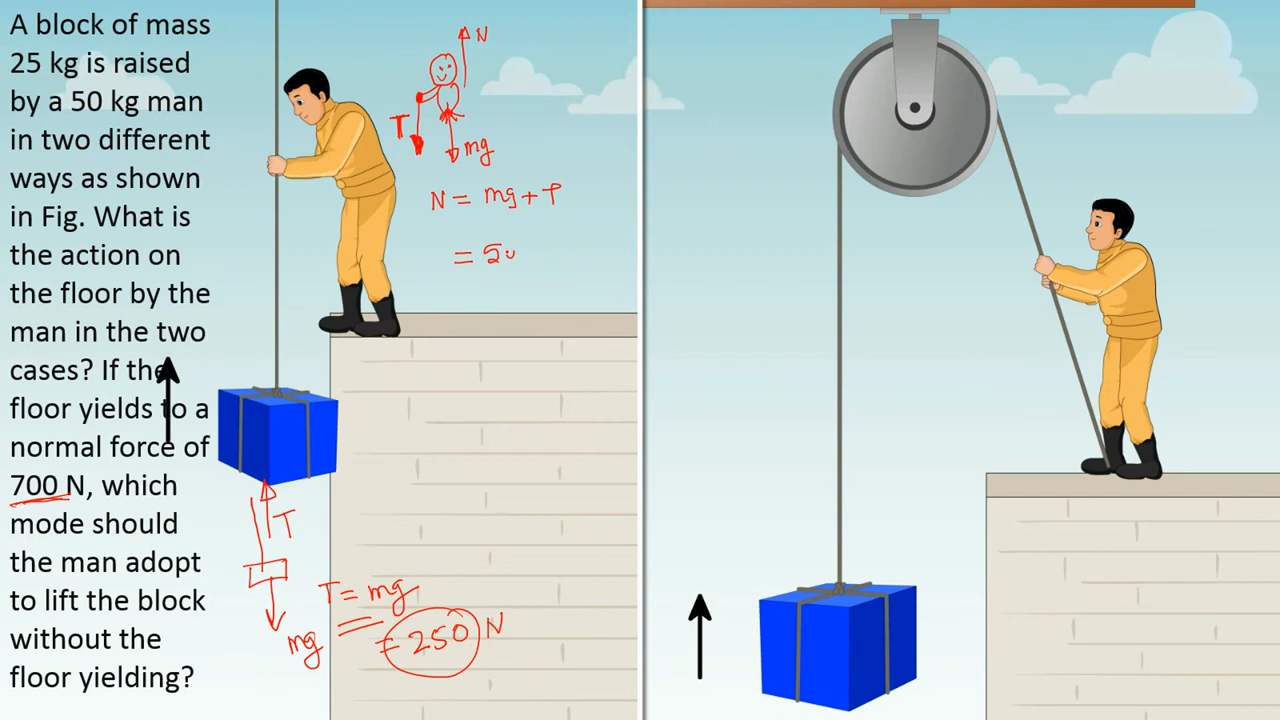 A block of mass
25 kg is raised
by a 50 kg man
in two different
ways as shown
in Fig. What is
the action on
the floor by the
man in the two
cases? If the
floor yields to a
normal force of
700 N, which
mode should
the man adopt
to lift the block
without the
floor yielding?
N
T
mg
N = mg + T
= 50
T
mg
T = mg
= 250 N